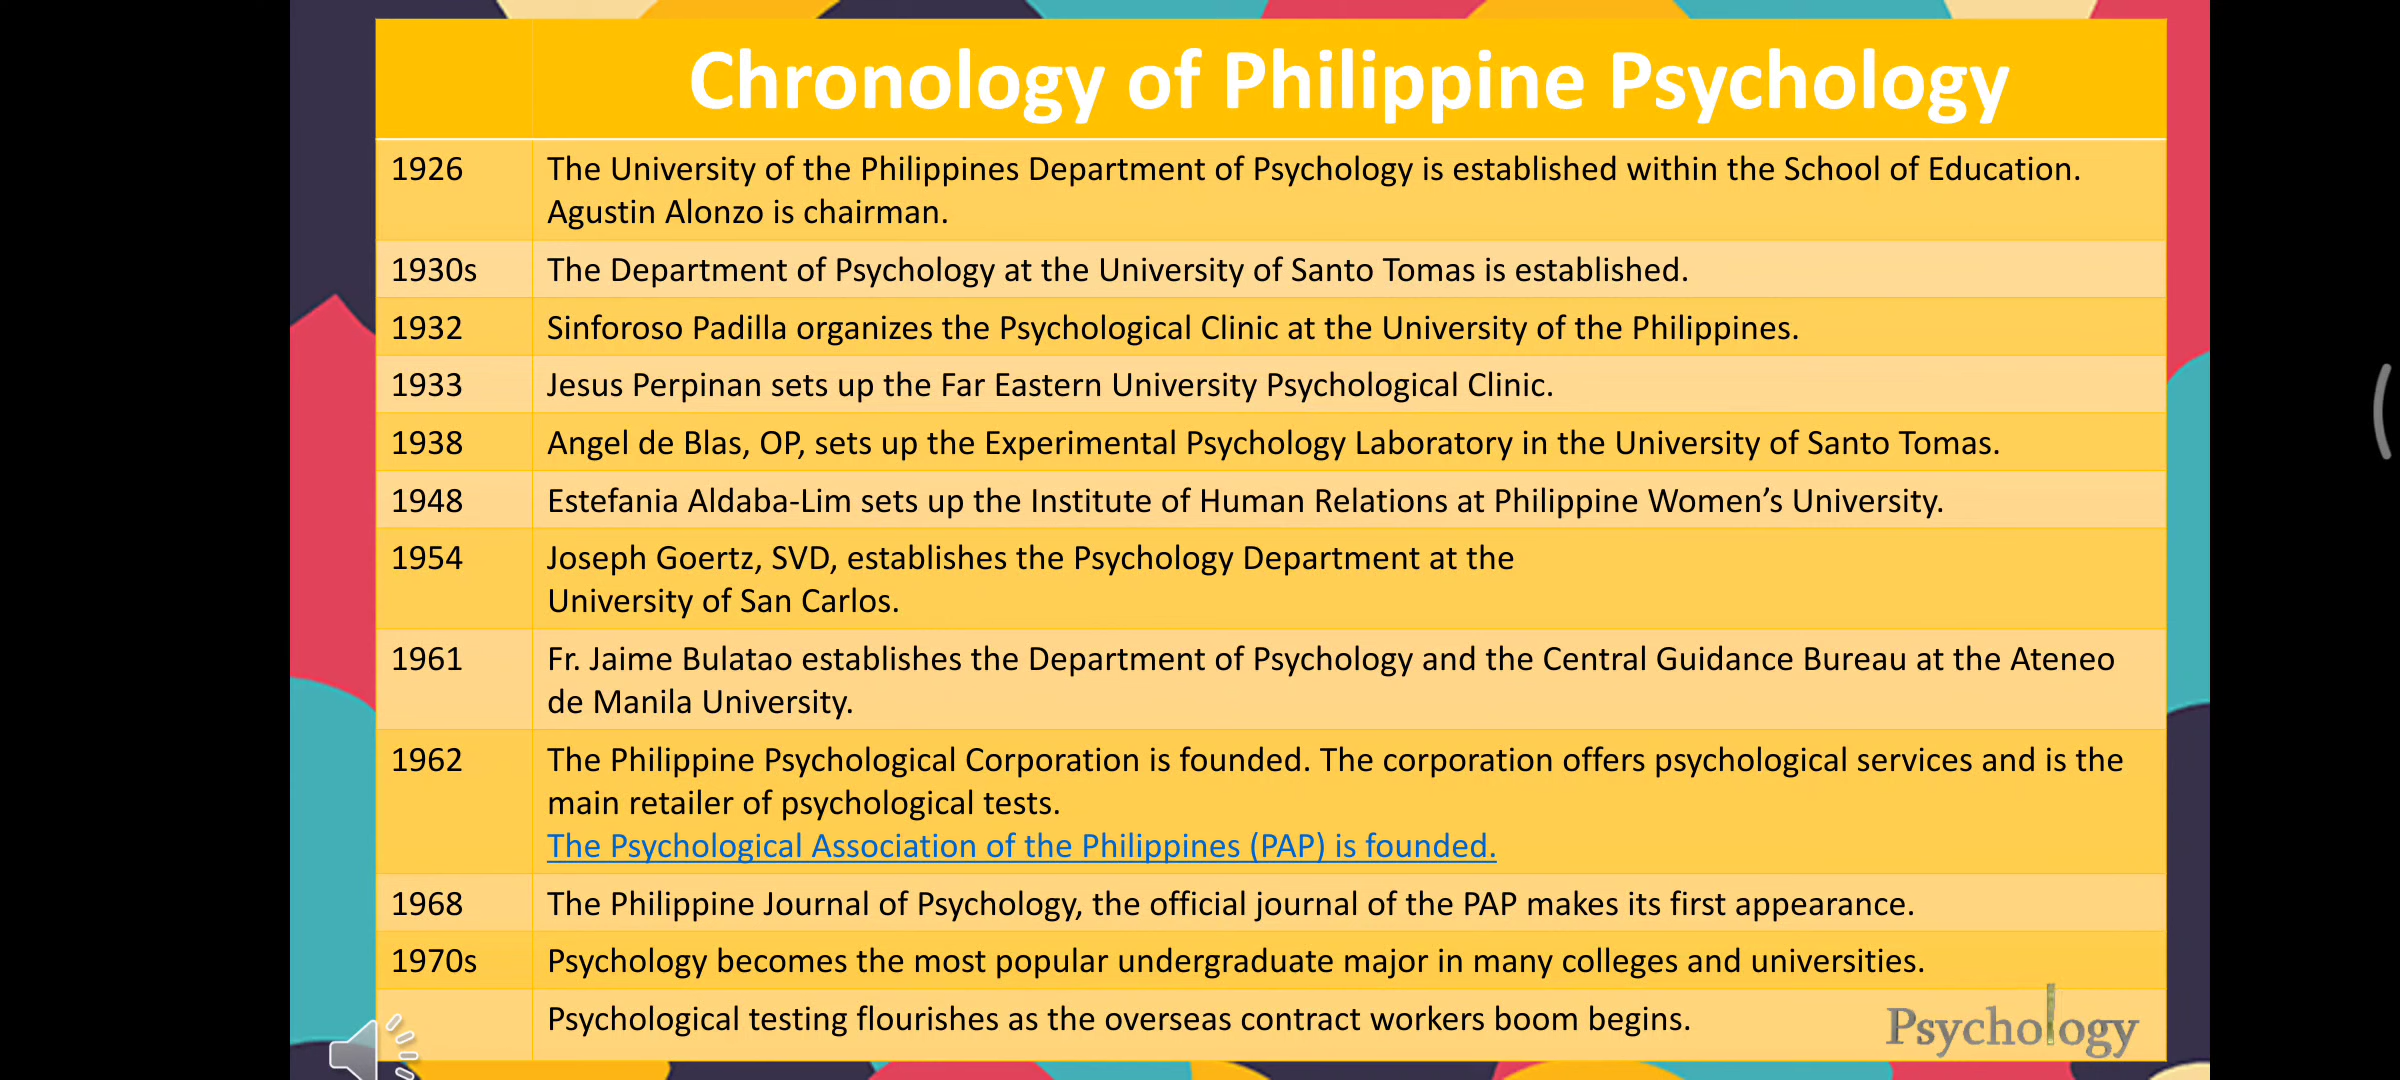 Chronology of Philippine Psychology
1926
The University of the Philippines Department of Psychology is established within the School of Education.
Agustin Alonzo is chairman.
1930s
The Department of Psychology at the University of Santo Tomas is established.
1932
Sinforoso Padilla organizes the Psychological Clinic at the University of the Philippines.
1933
Jesus Perpinan sets up the Far Eastern University Psychological Clinic.
1938
Angel de Blas, OP, sets up the Experimental Psychology Laboratory in the University of Santo Tomas.
1948
Estefania Aldaba-Lim sets up the Institute of Human Relations at Philippine Women’s University.
1954
Joseph Goertz, SVD, establishes the Psychology Department at the
University of San Carlos.
1961
Fr. Jaime Bulatao establishes the Department of Psychology and the Central Guidance Bureau at the Ateneo
de Manila University.
1962
The Philippine Psychological Corporation is founded. The corporation offers psychological services and is the
main retailer of psychological tests.
The Psychological Association of the Philippines (PAP) is founded.
1968
The Philippine Journal of Psychology, the official journal of the PAP makes its first appearance.
1970s
Psychology becomes the most popular undergraduate major in many colleges and universities.
Psychological testing flourishes as the overseas contract workers boom begins.
Psychology